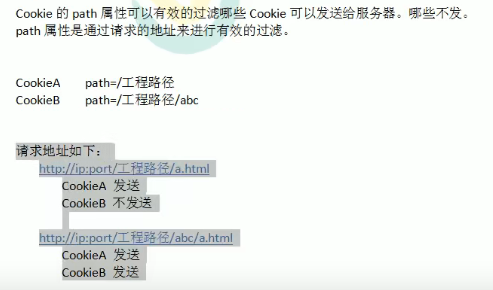 Cookie 的 path 属性可以有效的过滤哪些 Cookie 可以发送给服务器。哪些不发。
path 属性是通过请求的地址来进行有效的过滤。
CookieA path=/工程路径
CookieB path=/工程路径/abc
请求地址如下：
http://ip:port/工程路径/a.html
CookieA 发送
CookieB 不发送
http://ip:port/工程路径/abc/a.html
CookieA 发送
CookieB 发送